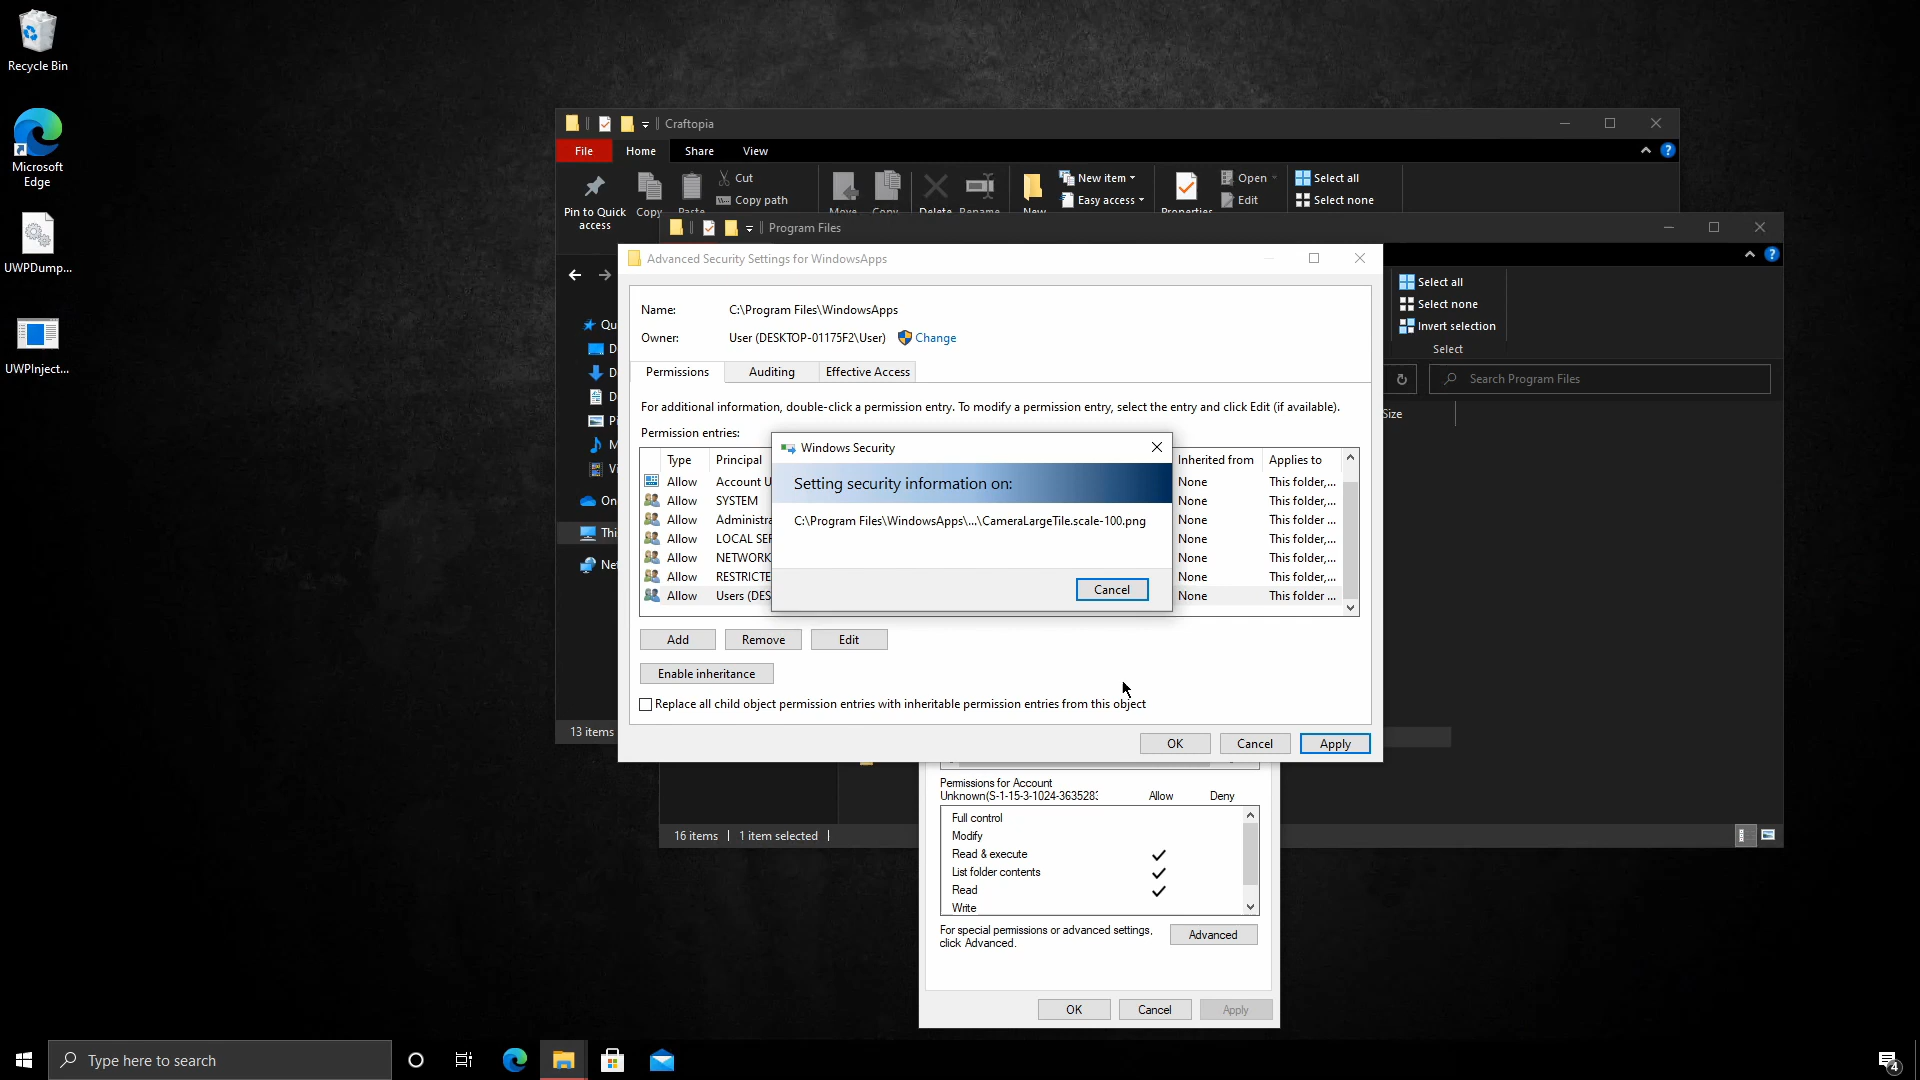 Recycle Bin
Microsoft
Edge
UWPDump...
UWPInject...
Craftopia
File
Home
Share
View
Pin to Quick
access
Copy
Paste
Cut
Copy path
Move
Copy
Delete
Rename
New
New item
Easy access
Properties
Open
Edit
Select all
Select none
Program Files
Select all
Select none
Invert selection
Select
Search Program Files
Size
13 items
16 items
1 item selected
Advanced Security Settings for WindowsApps
Name: C:\Program Files\WindowsApps
Owner: User (DESKTOP-01175F2\User) Change
Permissions
Auditing
Effective Access
For additional information, double-click a permission entry. To modify a permission entry, select the entry and click Edit (if available).
Permission entries:
Type Principal Inherited from Applies to
Allow Account U None This folder,...
Allow SYSTEM None This folder,...
Allow Administra None This folder,...
Allow LOCAL SER None This folder,...
Allow NETWORK None This folder,...
Allow RESTRICTE None This folder,...
Allow Users (DES None This folder ...
Windows Security
Setting security information on:
C:\Program Files\WindowsApps\...\CameraLargeTile.scale-100.png
Cancel
Add
Remove
Edit
Enable inheritance
Replace all child object permission entries with inheritable permission entries from this object
OK
Cancel
Apply
Permissions for Account
Unknown(S-1-15-3-1024-3635283 Allow Deny
Full control
Modify
Read & execute
List folder contents
Read
Write
For special permissions or advanced settings,
click Advanced.
Advanced
OK
Cancel
Apply
Type here to search
4